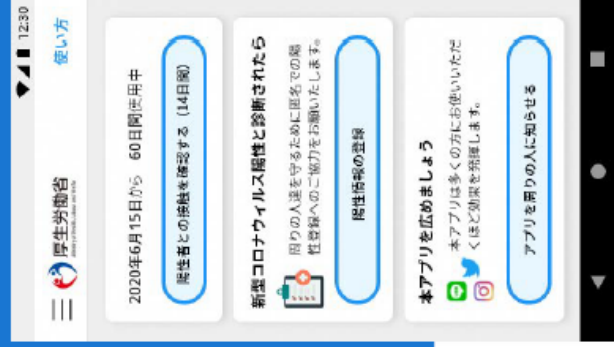 12:30
厚生労働省
使い方
2020年6月15日から 60日間使用中
陽性者との接触を確認する（14日間）
新型コロナウィルス陽性と診断されたら
周りの人達を守るために匿名での陽
性登録へのご協力をお願いいたします。
陽性情報の登録
本アプリを広めましょう
本アプリは多くの方にお使いいただ
くほど効果を発揮します。
アプリを周りの人に知らせる